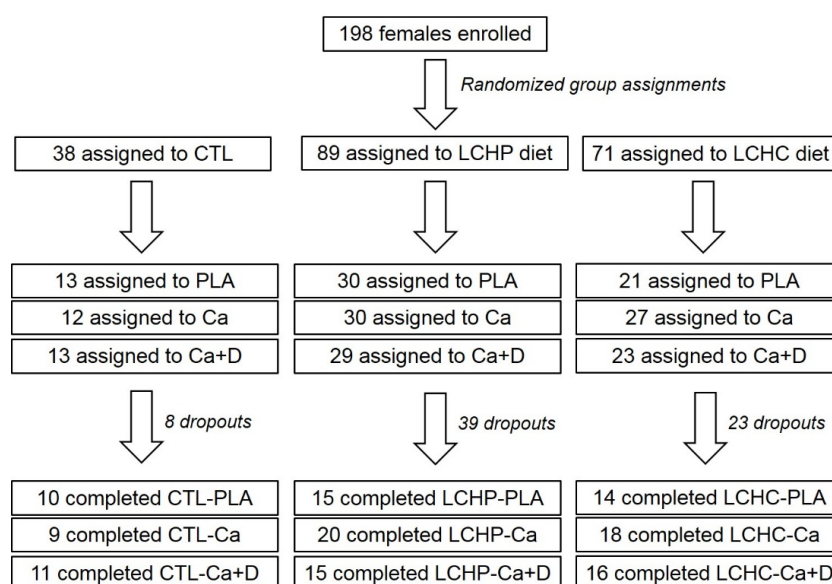 198 females enrolled
Randomized group assignments
38 assigned to CTL
89 assigned to LCHP diet
71 assigned to LCHC diet
13 assigned to PLA
12 assigned to Ca
13 assigned to Ca+D
30 assigned to PLA
30 assigned to Ca
29 assigned to Ca+D
21 assigned to PLA
27 assigned to Ca
23 assigned to Ca+D
8 dropouts
39 dropouts
23 dropouts
10 completed CTL-PLA
9 completed CTL-Ca
11 completed CTL-Ca+D
15 completed LCHP-PLA
20 completed LCHP-Ca
15 completed LCHP-Ca+D
14 completed LCHC-PLA
18 completed LCHC-Ca
16 completed LCHC-Ca+D